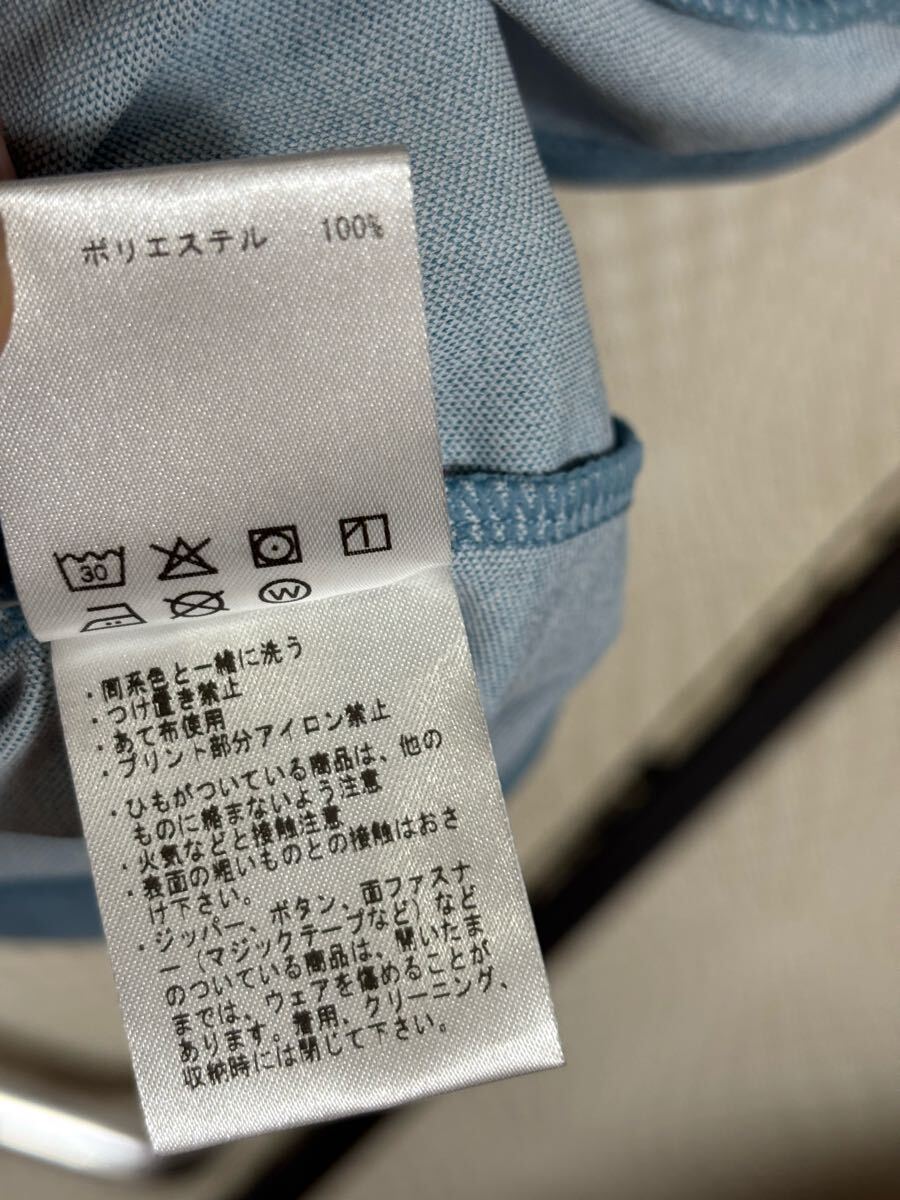 ポリエステル 100%
30
W
・同系色と一緒に洗う
・つけ置き禁止
・あて布使用
・プリント部分アイロン禁止
・ひもがついている商品は、他の
ものに絡まないよう注意
・火気などと接触注意
・表面の粗いものとの接触はおさ
け下さい。
・ジッパー、ボタン、面ファスナ
ー(マジックテープなど)など
のついている商品は、開いたま
までは、ウェアを傷めることが
あります。着用、クリーニング、
収納時には閉じて下さい。